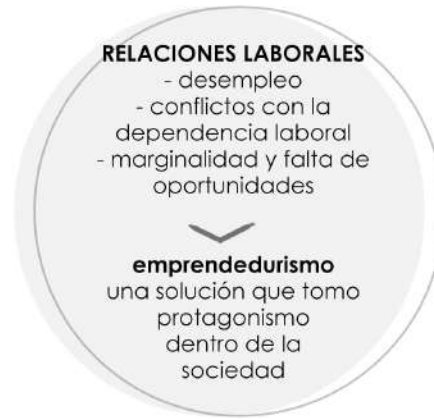 RELACIONES LABORALES
- desempleo
- conflictos con la
dependencia laboral
- marginalidad y falta de
oportunidades
emprendedurismo
una solución que tomo
protagonismo
dentro de la
sociedad